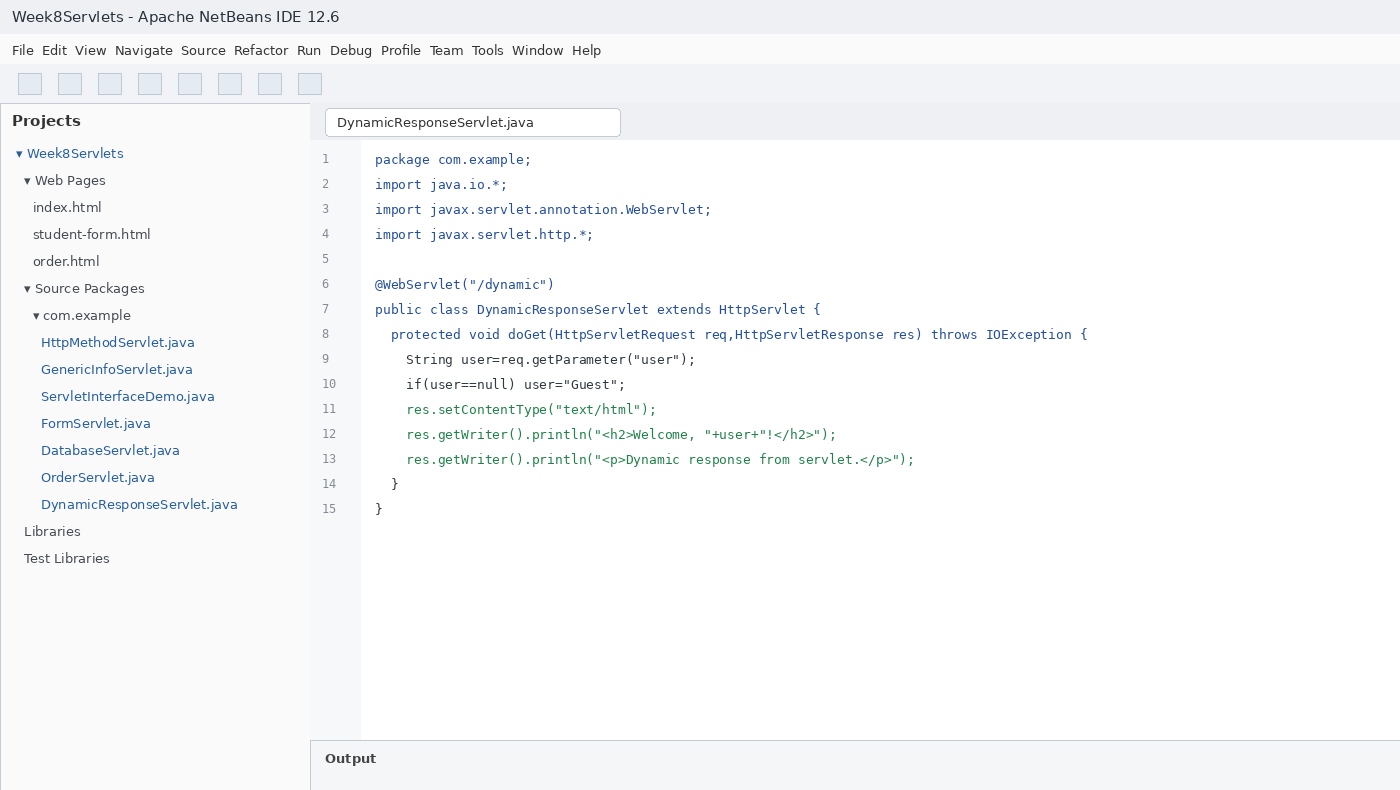 Week8Servlets - Apache NetBeans IDE 12.6
File Edit View Navigate Source Refactor Run Debug Profile Team Tools Window Help
Projects
▾ Week8Servlets
▾ Web Pages
index.html
student-form.html
order.html
▾ Source Packages
▾ com.example
HttpMethodServlet.java
GenericInfoServlet.java
ServletInterfaceDemo.java
FormServlet.java
DatabaseServlet.java
OrderServlet.java
DynamicResponseServlet.java
Libraries
Test Libraries
DynamicResponseServlet.java
1 package com.example;
2 import java.io.*;
3 import javax.servlet.annotation.WebServlet;
4 import javax.servlet.http.*;
5
6 @WebServlet("/dynamic")
7 public class DynamicResponseServlet extends HttpServlet {
8   protected void doGet(HttpServletRequest req,HttpServletResponse res) throws IOException {
9     String user=req.getParameter("user");
10     if(user==null) user="Guest";
11     res.setContentType("text/html");
12     res.getWriter().println("<h2>Welcome, "+user+"!</h2>");
13     res.getWriter().println("<p>Dynamic response from servlet.</p>");
14   }
15 }
Output